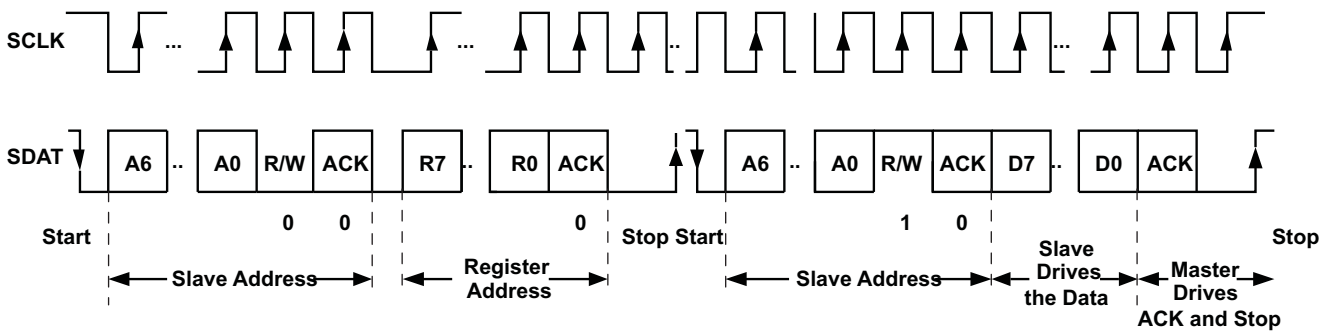 SCLK ... ... .. ...
SDAT A6 .. A0 R/W ACK R7 .. R0 ACK A6 .. A0 R/W ACK D7 .. D0 ACK
0 0 0 1 0
Start Stop Start Stop
Slave Address
Register
Address
Slave Address
Slave
Drives
the Data
Master
Drives
ACK and Stop